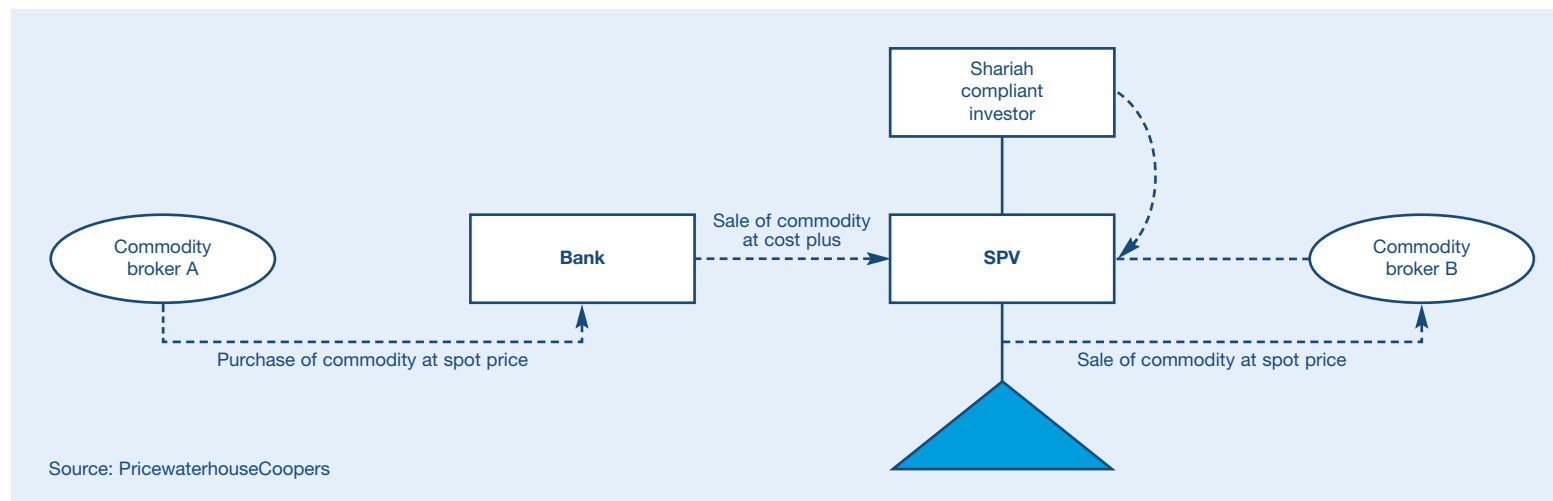 Shariah
compliant
investor
Commodity
broker A
Bank
Sale of commodity
at cost plus
SPV
Commodity
broker B
Purchase of commodity at spot price
Sale of commodity at spot price
Source: PricewaterhouseCoopers